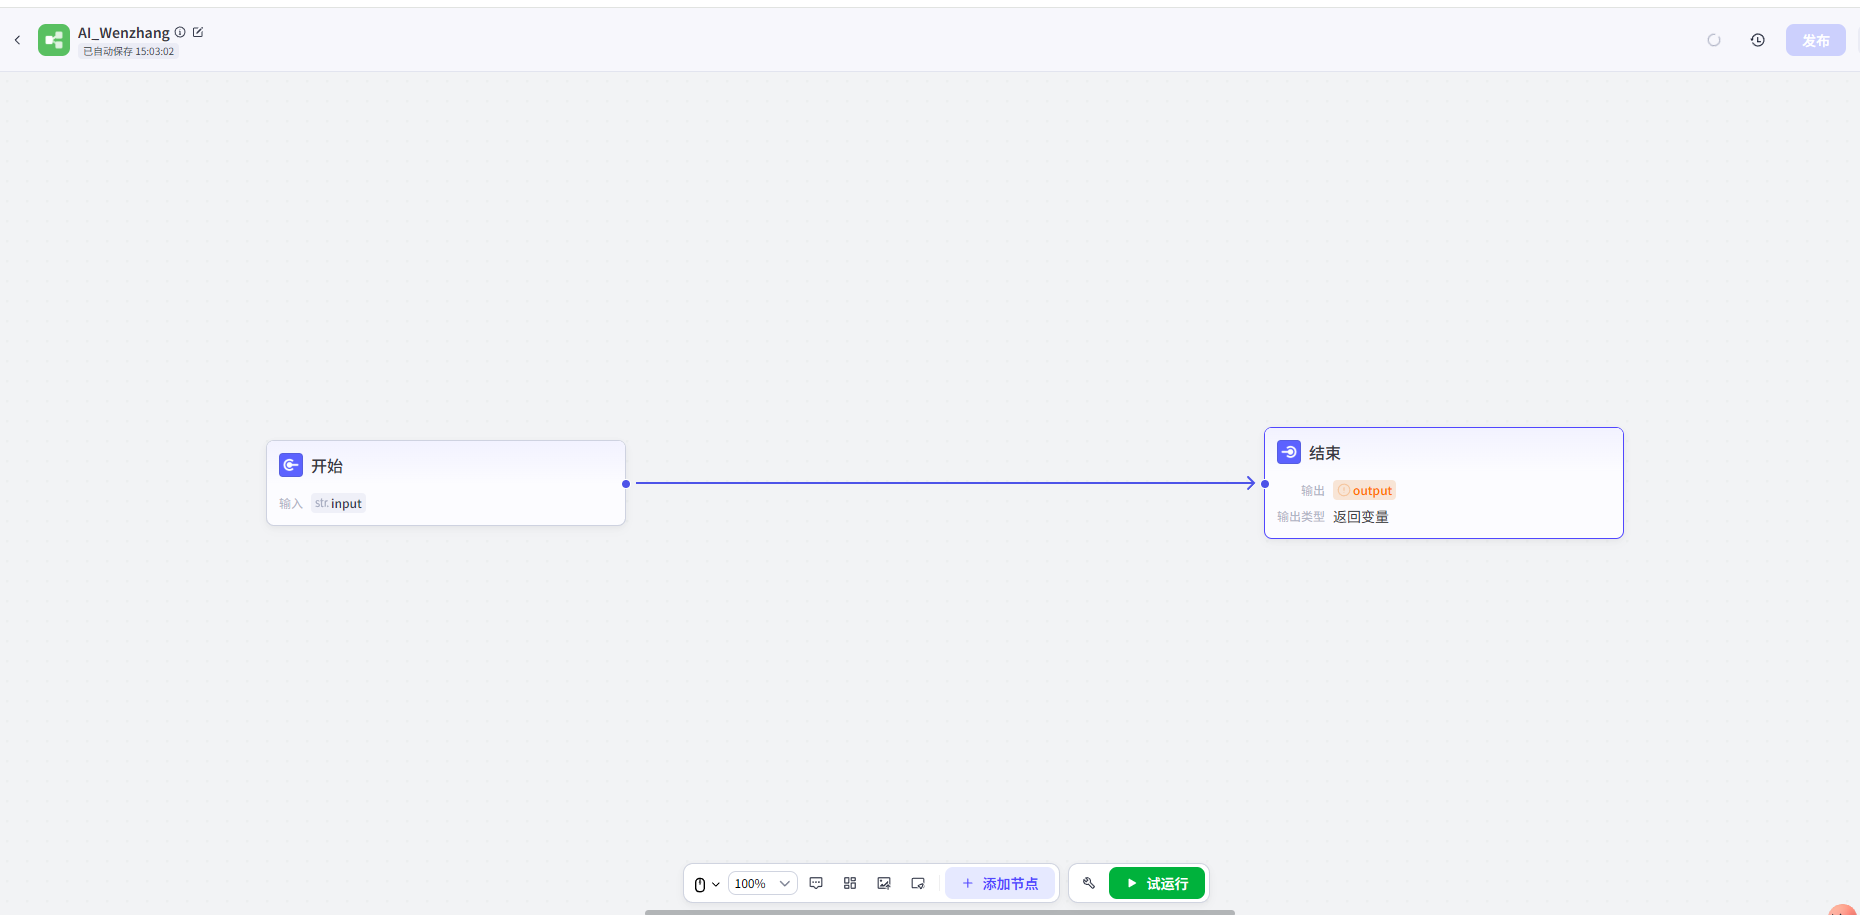 AI_Wenzhang
已自动保存 15:03:02
发布
开始
输入 str. input
结束
输出 output
输出类型 返回变量
100%
添加节点
试运行